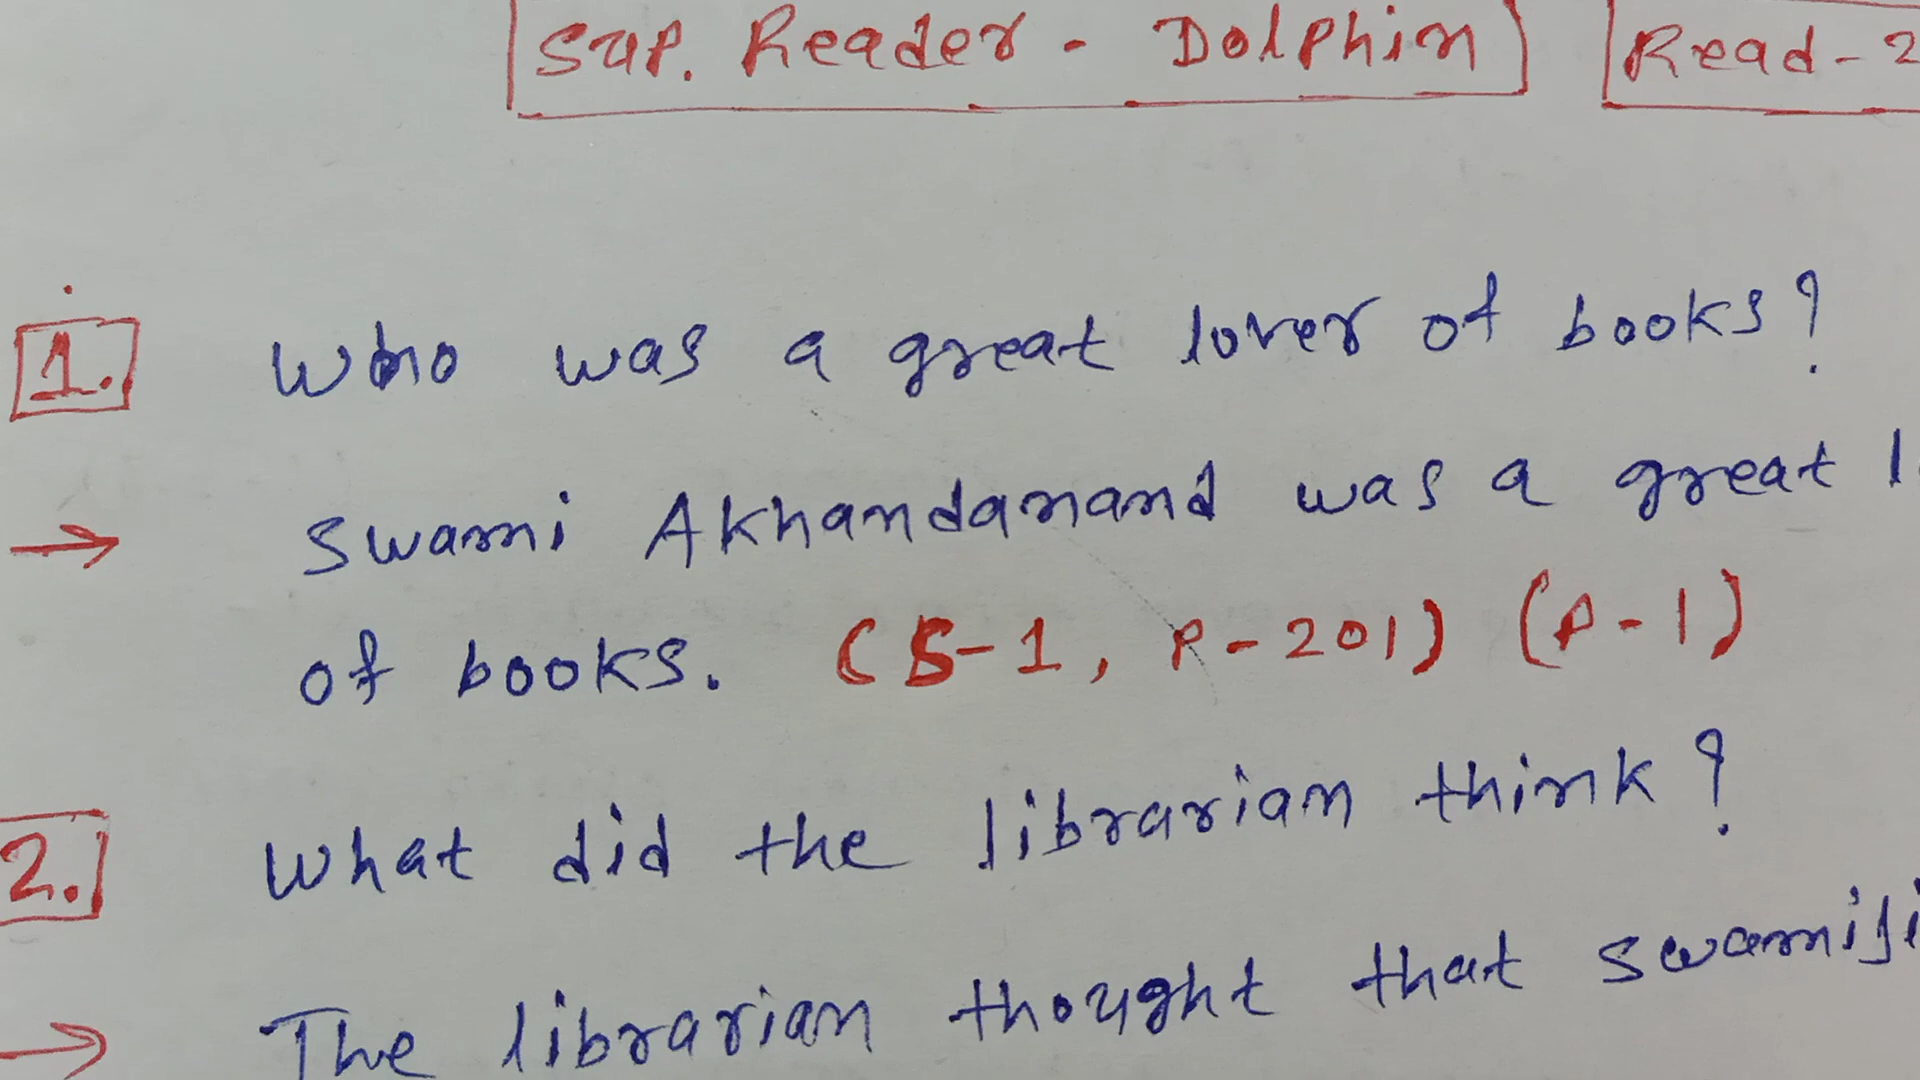 Sup. Reader - Dolphin Read-2
1. Who was a great lover of books?
→ Swami Akhandanand was a great
of books. (S-1, R-201) (P-1)
2. What did the librarian think?
→ The librarian thought that swamiji